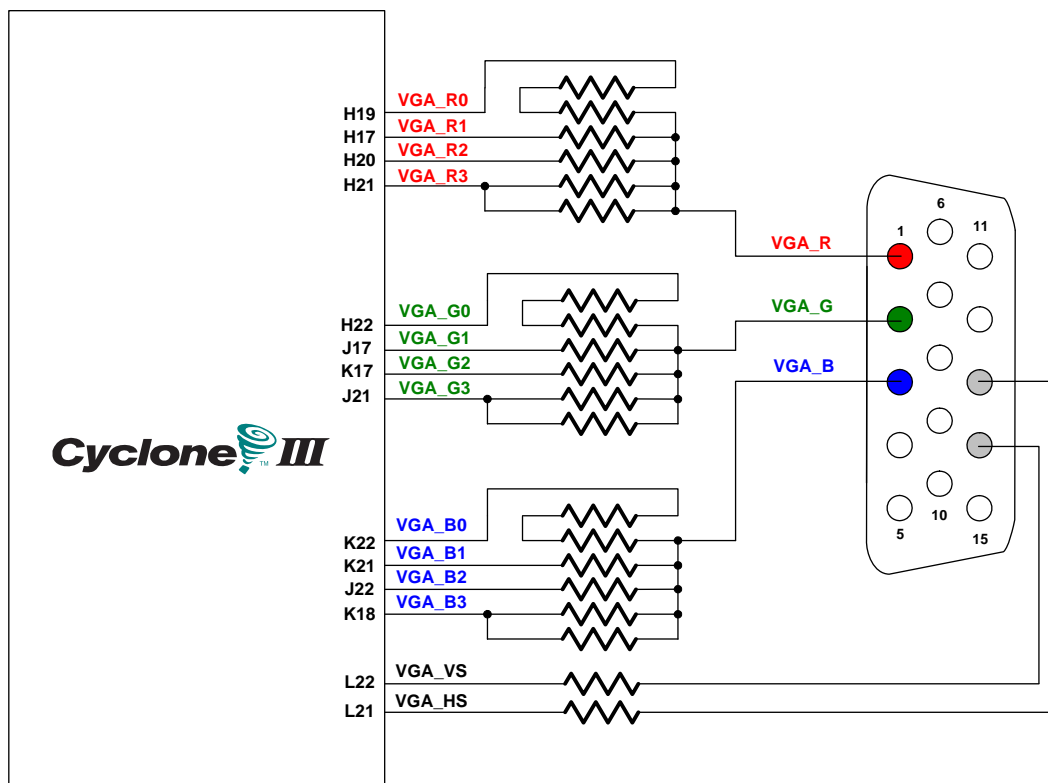 H19 VGA_R0
H17 VGA_R1
H20 VGA_R2
H21 VGA_R3
VGA_R
H22 VGA_G0
J17 VGA_G1
K17 VGA_G2
J21 VGA_G3
VGA_G
Cyclone™ III
K22 VGA_B0
K21 VGA_B1
J22 VGA_B2
K18 VGA_B3
VGA_B
L22 VGA_VS
L21 VGA_HS
1
6
11
5
10
15